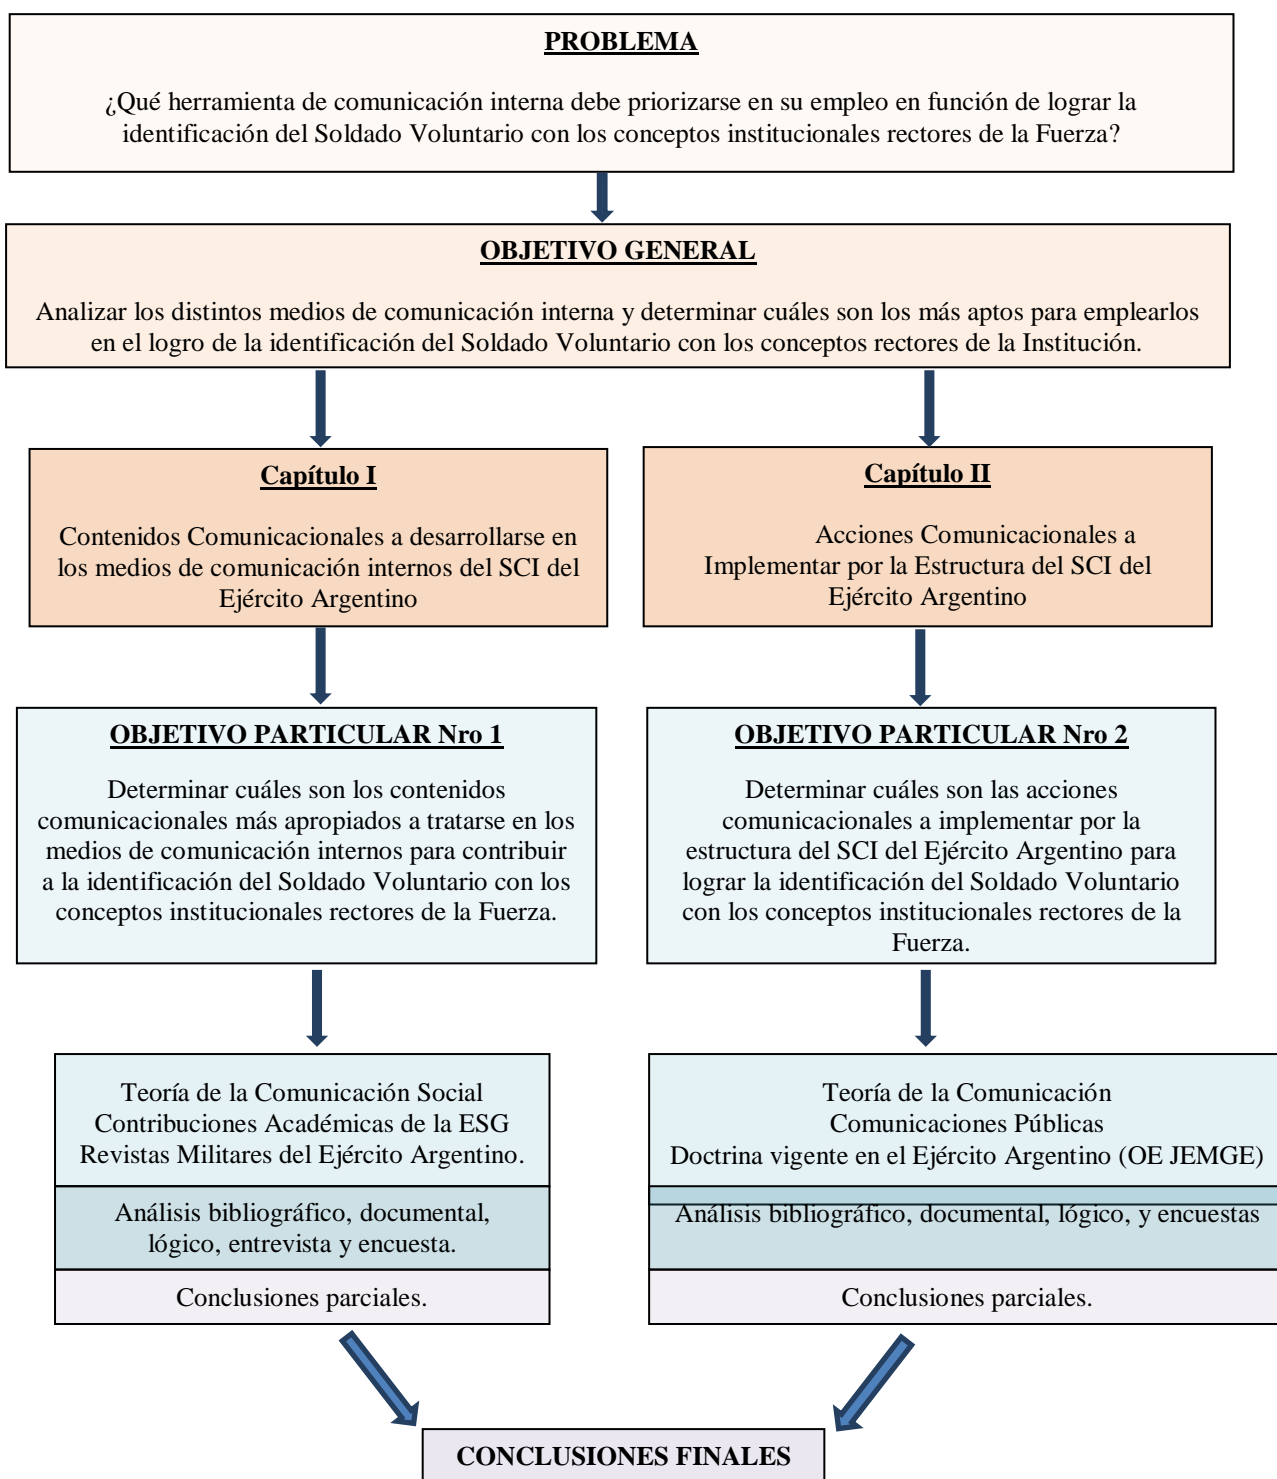 PROBLEMA
¿Qué herramienta de comunicación interna debe priorizarse en su empleo en función de lograr la
identificación del Soldado Voluntario con los conceptos institucionales rectores de la Fuerza?
OBJETIVO GENERAL
Analizar los distintos medios de comunicación interna y determinar cuáles son los más aptos para emplearlos
en el logro de la identificación del Soldado Voluntario con los conceptos rectores de la Institución.
Capítulo I
Contenidos Comunicacionales a desarrollarse en
los medios de comunicación internos del SCI del
Ejército Argentino
Capítulo II
Acciones Comunicacionales a
Implementar por la Estructura del SCI del
Ejército Argentino
OBJETIVO PARTICULAR Nro 1
Determinar cuáles son los contenidos
comunicacionales más apropiados a tratarse en los
medios de comunicación internos para contribuir
a la identificación del Soldado Voluntario con los
conceptos institucionales rectores de la Fuerza.
OBJETIVO PARTICULAR Nro 2
Determinar cuáles son las acciones
comunicacionales a implementar por la
estructura del SCI del Ejército Argentino para
lograr la identificación del Soldado Voluntario
con los conceptos institucionales rectores de la
Fuerza.
Teoría de la Comunicación Social
Contribuciones Académicas de la ESG
Revistas Militares del Ejército Argentino.
Análisis bibliográfico, documental,
lógico, entrevista y encuesta.
Conclusiones parciales.
Teoría de la Comunicación
Comunicaciones Públicas
Doctrina vigente en el Ejército Argentino (OE JEMGE)
Análisis bibliográfico, documental, lógico, y encuestas
Conclusiones parciales.
CONCLUSIONES FINALES